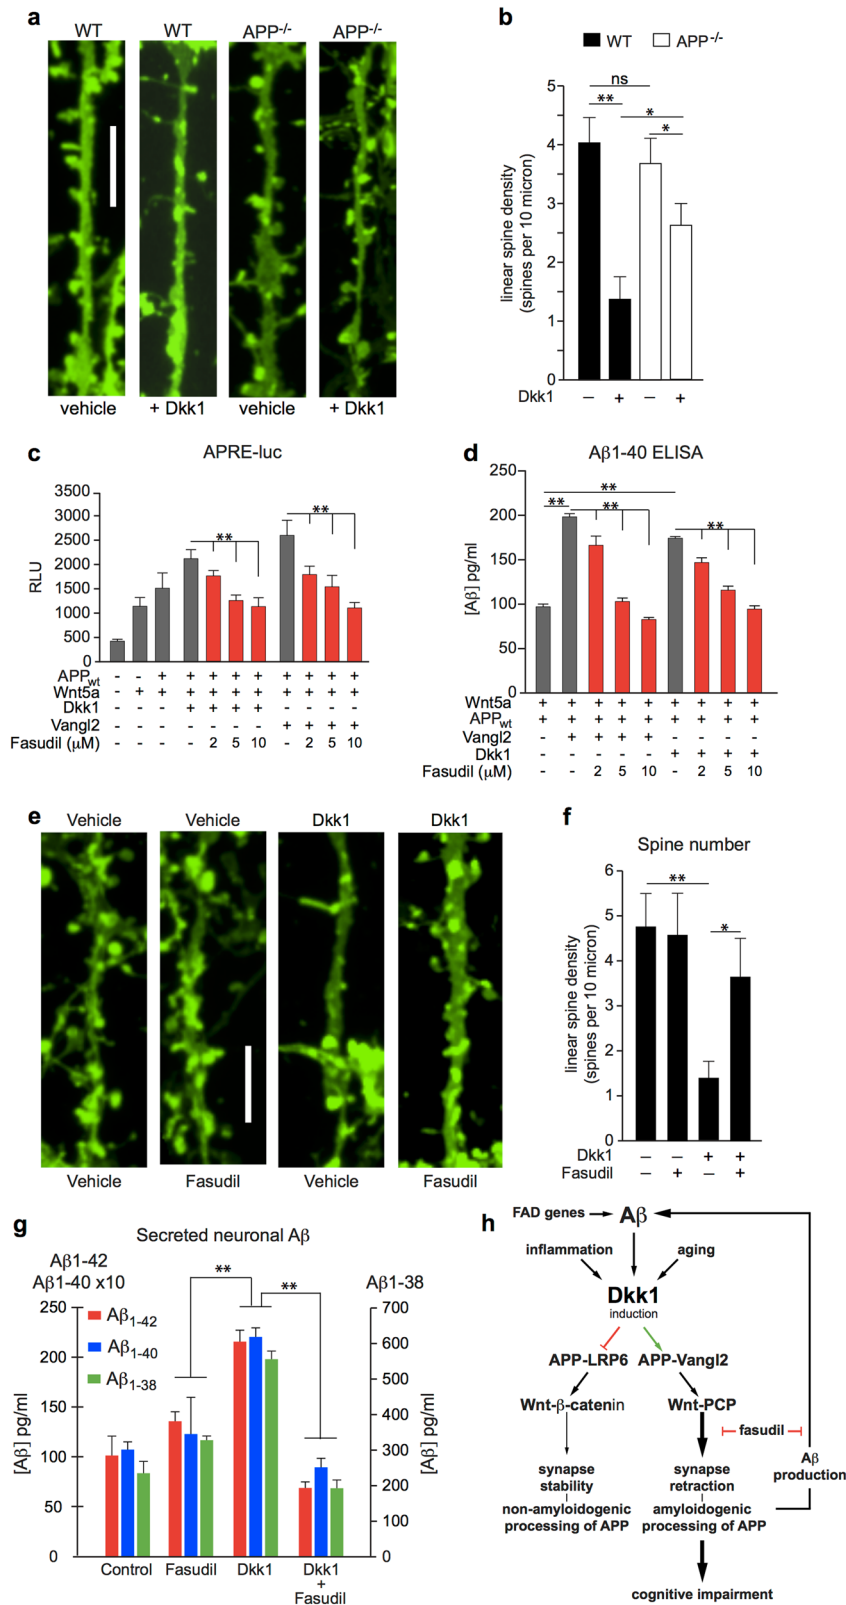 a
WT
WT
APP-/-
APP-/-
vehicle
+ Dkk1
vehicle
+ Dkk1
b
WT
APP-/-
ns
**
*
*
linear spine density
(spines per 10 micron)
5
4
3
2
1
0
Dkk1
–
+
–
+
c
APRE-luc
RLU
3500
3000
2500
2000
1500
1000
500
0
**
**
APPwt - - + + + + + + + + +
Wnt5a - + + + + + + + + + +
Dkk1 - - - + + + + - - - -
Vangl2 - - - - - - - + + + +
Fasudil (μM) - - - - 2 5 10 - 2 5 10
d
Aβ1-40 ELISA
[Aβ] pg/ml
250
200
150
100
50
0
**
**
**
**
Wnt5a + + + + + + + + +
APPwt + + + + + + + + +
Vangl2 - + + + + - - - -
Dkk1 - - - - - + + + +
Fasudil (μM) - - 2 5 10 - 2 5 10
e
Vehicle
Vehicle
Dkk1
Dkk1
Vehicle
Fasudil
Vehicle
Fasudil
f
Spine number
linear spine density
(spines per 10 micron)
6
5
4
3
2
1
0
**
*
Dkk1 – – + +
Fasudil – + – +
g
Secreted neuronal Aβ
Aβ1-42
Aβ1-40 x10
Aβ1-38
[Aβ] pg/ml
250
200
150
100
50
0
Aβ1-42
Aβ1-40
Aβ1-38
**
**
700
600
500
400
300
200
100
0
[Aβ] pg/ml
Control
Fasudil
Dkk1
Dkk1
+
Fasudil
h
FAD genes
Aβ
inflammation
aging
Dkk1
induction
APP-LRP6
APP-Vangl2
Wnt-β-catenin
Wnt-PCP
fasudil
Aβ
production
synapse
stability
synapse
retraction
non-amyloidogenic
processing of APP
amyloidogenic
processing of APP
cognitive impairment